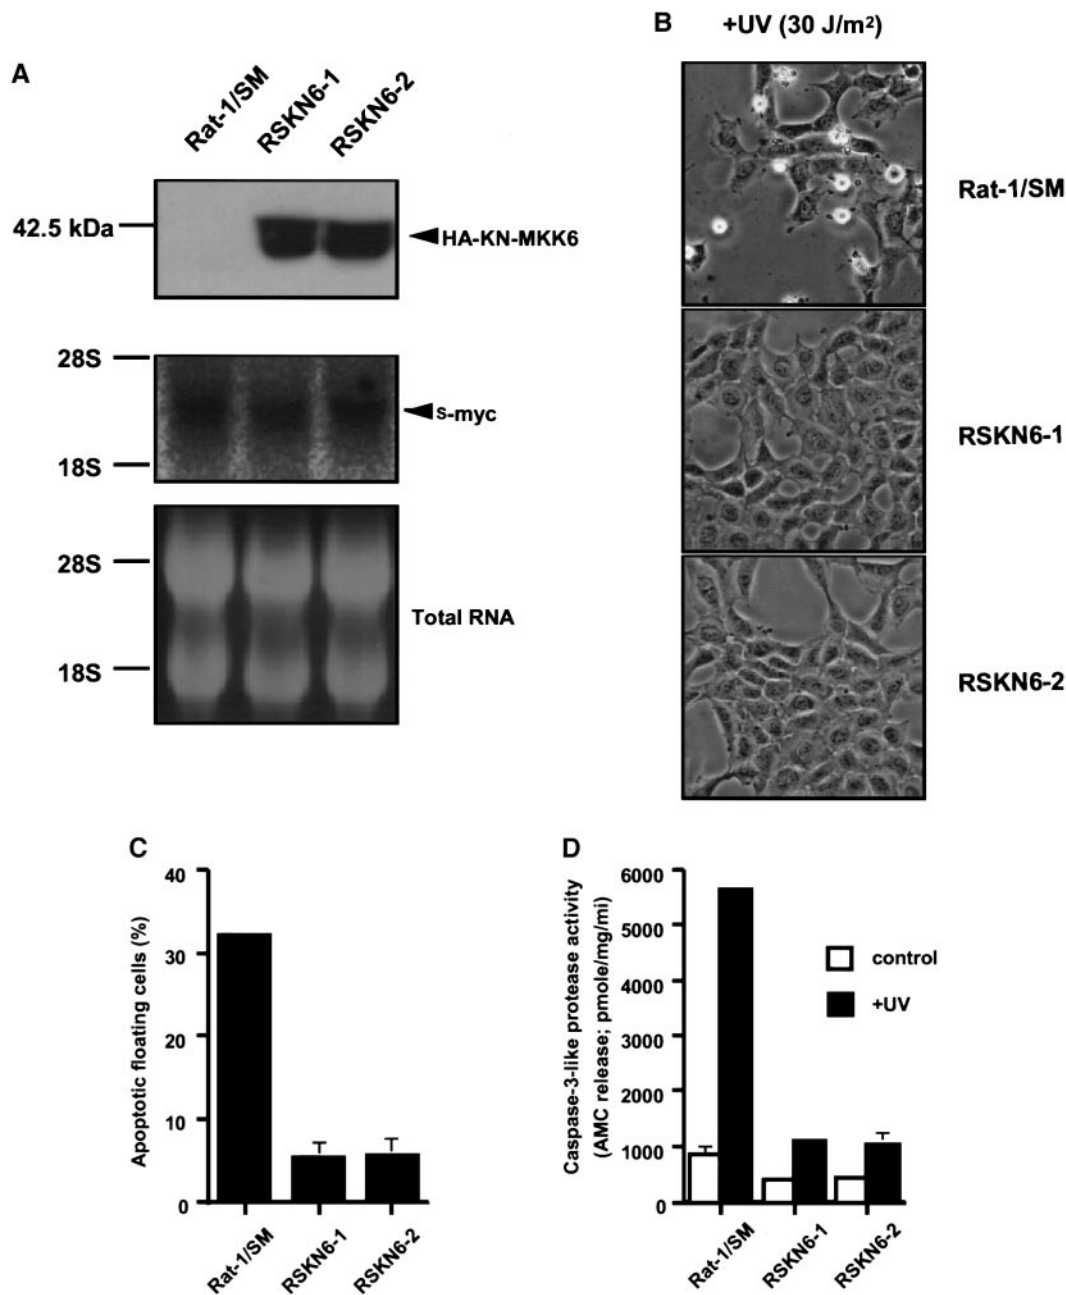 A
Rat-1/SM
RSKN6-1
RSKN6-2
42.5 kDa
HA-KN-MKK6
28S
s-myc
18S
28S
Total RNA
18S
B
+UV (30 J/m²)
Rat-1/SM
RSKN6-1
RSKN6-2
C
Apoptotic floating cells (%)
40
30
20
10
0
Rat-1/SM
RSKN6-1
RSKN6-2
D
Caspase-3-like protease activity
(AMC release; pmole/mg/mi)
6000
5000
4000
3000
2000
1000
0
control
+UV
Rat-1/SM
RSKN6-1
RSKN6-2